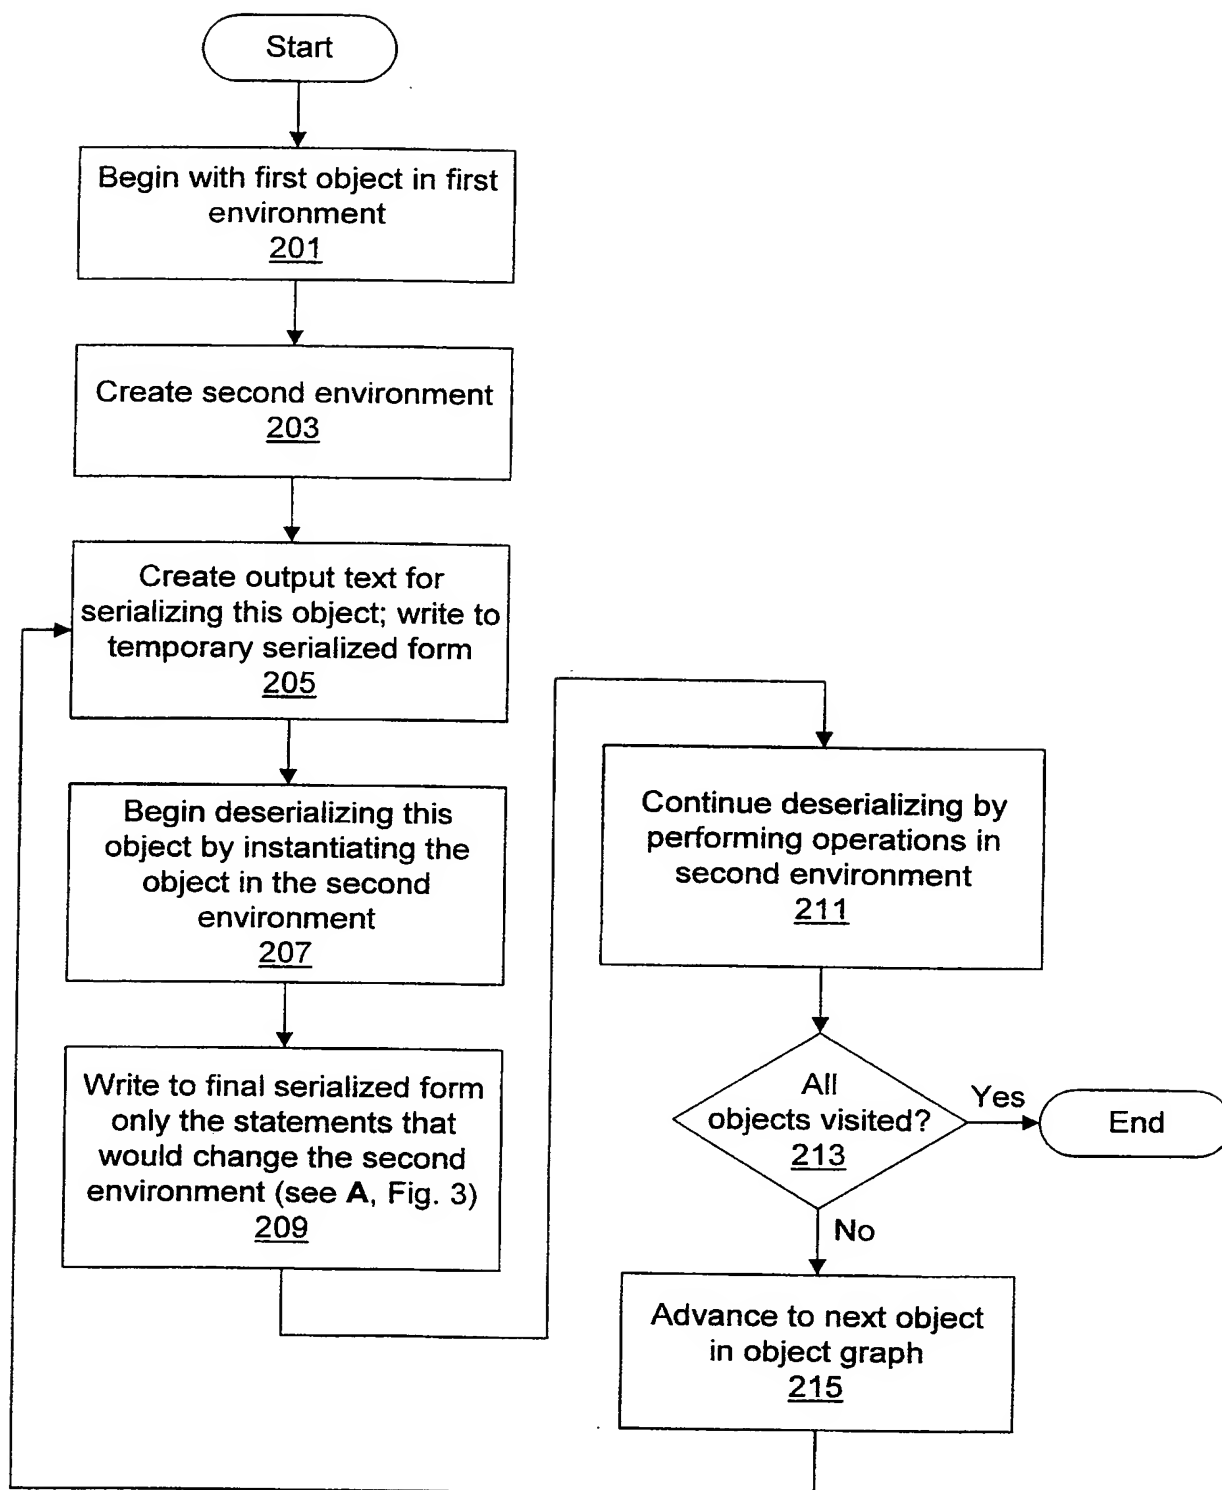 Start
Begin with first object in first
environment
201
Create second environment
203
Create output text for
serializing this object; write to
temporary serialized form
205
Begin deserializing this
object by instantiating the
object in the second
environment
207
Write to final serialized form
only the statements that
would change the second
environment (see A, Fig. 3)
209
Continue deserializing by
performing operations in
second environment
211
All
objects visited?
213
Yes
End
No
Advance to next object
in object graph
215